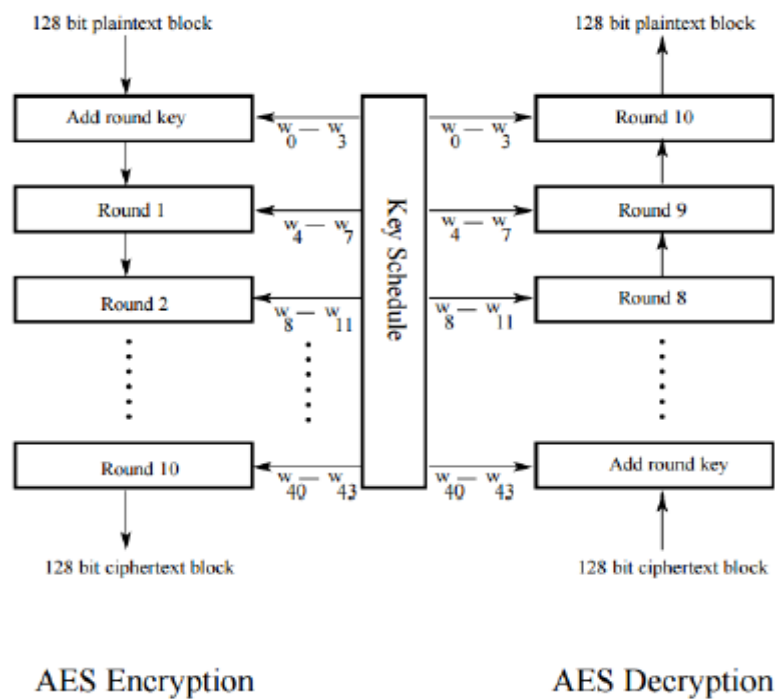 128 bit plaintext block
128 bit plaintext block
Add round key
w0 — w3
w0 — w3
Round 10
Round 1
w4 — w7
w4 — w7
Round 9
Key Schedule
Round 2
w8 — w11
w8 — w11
Round 8
Round 10
w40 — w43
w40 — w43
Add round key
128 bit ciphertext block
128 bit ciphertext block
AES Encryption
AES Decryption